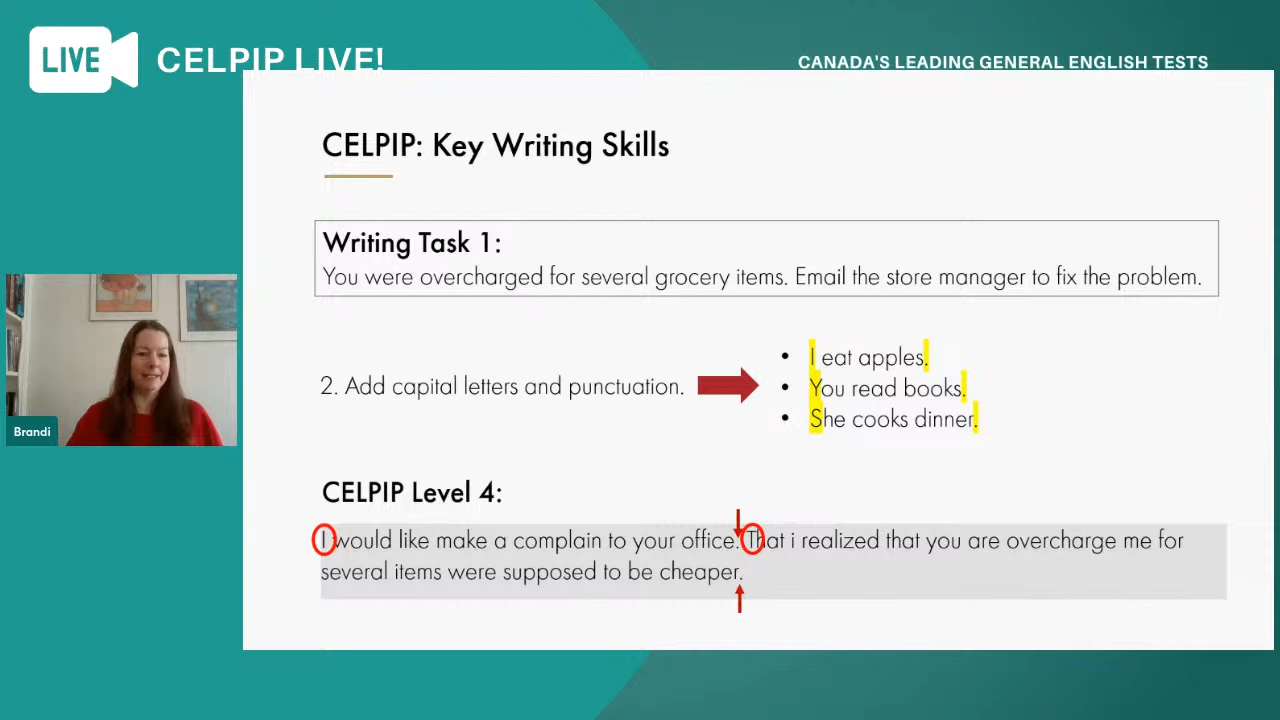 LIVE
CELPIP LIVE!
CANADA'S LEADING GENERAL ENGLISH TESTS
CELPIP: Key Writing Skills
Writing Task 1:
You were overcharged for several grocery items. Email the store manager to fix the problem.
2. Add capital letters and punctuation.
• I eat apples.
• You read books.
• She cooks dinner.
Brandi
CELPIP Level 4:
I would like make a complain to your office. That i realized that you are overcharge me for
several items were supposed to be cheaper.